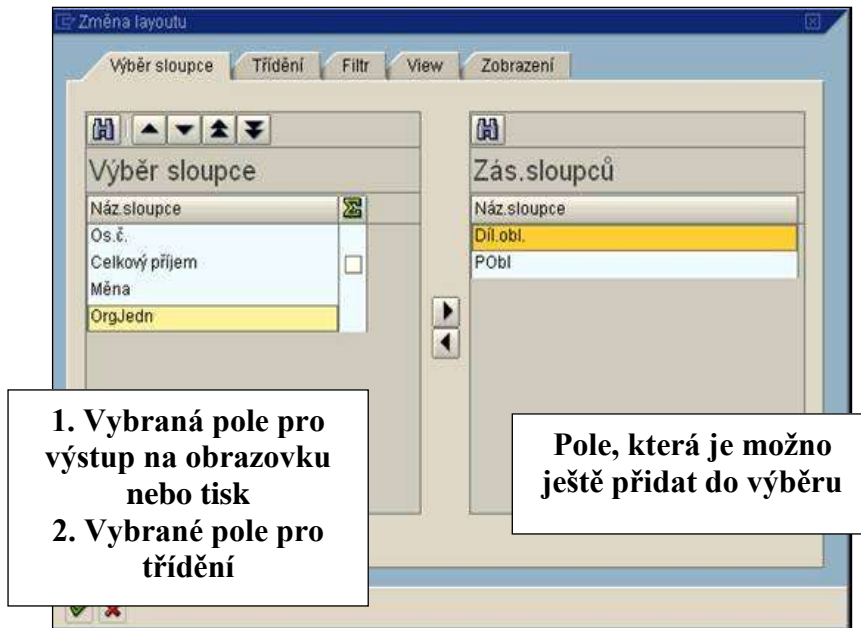 Změna layoutu
Výběr sloupce Třídění Filtr View Zobrazení
Výběr sloupce
Náz.sloupce
Os.č.
Celkový příjem
Měna
OrgJedn
Zás.sloupců
Náz.sloupce
Díl.obl.
PObl
1. Vybraná pole pro
výstup na obrazovku
nebo tisk
2. Vybrané pole pro
třídění
Pole, která je možno
ještě přidat do výběru